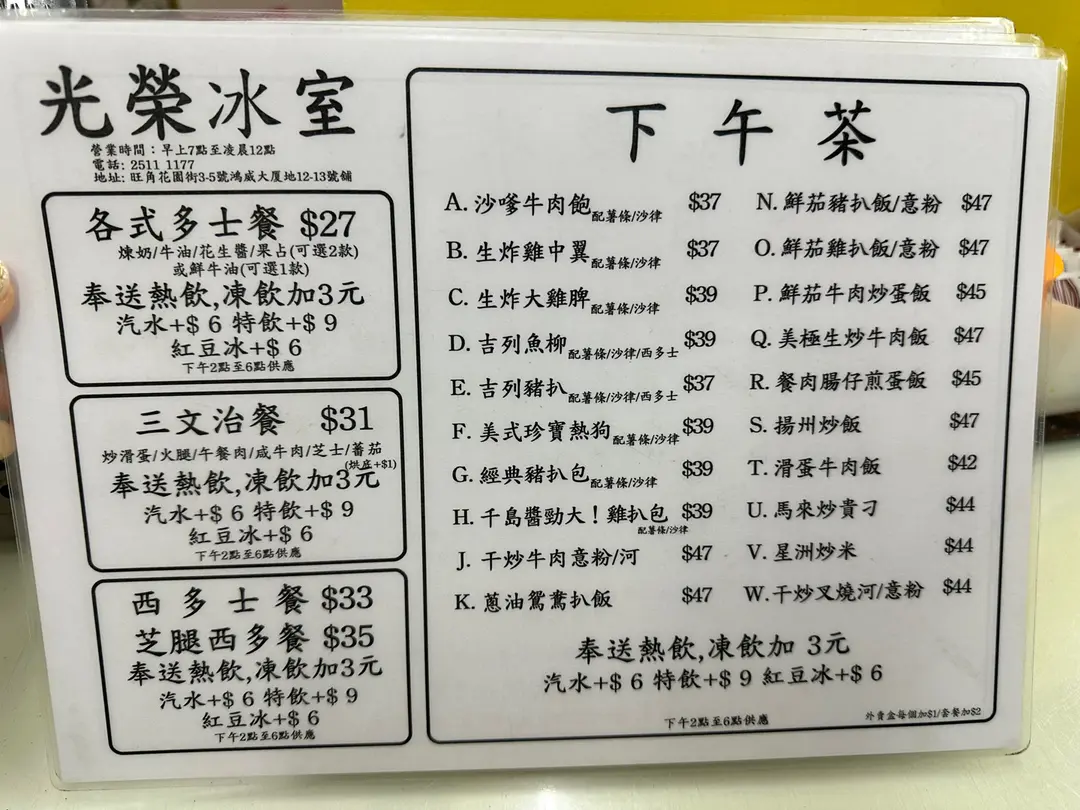 光榮冰室
營業時間：早上7點至凌晨12點
電話: 2511 1177
地址: 旺角花園街3-5號鴻威大厦地12-13號舖
各式多士餐 $27
煉奶/牛油/花生醬/果占(可選2款)
或鮮牛油(可選1款)
奉送熱飲,凍飲加3元
汽水+$ 6 特飲+$ 9
紅豆冰+$ 6
下午2點至6點供應
三文治餐 $31
炒滑蛋/火腿/午餐肉/咸牛肉/芝士/番茄
(烘底+$1)
奉送熱飲,凍飲加3元
汽水+$ 6 特飲+$ 9
紅豆冰+$ 6
下午2點至6點供應
西多士餐 $33
芝腿西多餐 $35
奉送熱飲,凍飲加3元
汽水+$ 6 特飲+$ 9
紅豆冰+$ 6
下午2點至6點供應
下午茶
A. 沙嗲牛肉飽 配薯條/沙律 $37
B. 生炸雞中翼 配薯條/沙律 $37
C. 生炸大雞脾 配薯條/沙律 $39
D. 吉列魚柳 配薯條/沙律/西多士 $39
E. 吉列豬扒 配薯條/沙律/西多士 $37
F. 美式珍寶熱狗 配薯條/沙律 $39
G. 經典豬扒包 配薯條/沙律 $39
H. 千島醬勁大！雞扒包 配薯條/沙律 $39
J. 干炒牛肉意粉/河 $47
K. 蔥油鴛鴦扒飯 $47
N. 鮮茄豬扒飯/意粉 $47
O. 鮮茄雞扒飯/意粉 $47
P. 鮮茄牛肉炒蛋飯 $45
Q. 美極生炒牛肉飯 $47
R. 餐肉腸仔煎蛋飯 $45
S. 揚州炒飯 $47
T. 滑蛋牛肉飯 $42
U. 馬來炒貴刁 $44
V. 星洲炒米 $44
W. 干炒叉燒河/意粉 $44
奉送熱飲,凍飲加 3元
汽水+$ 6 特飲+$ 9 紅豆冰+$ 6
下午2點至6點供應
外賣盒每個加$1/套餐加$2